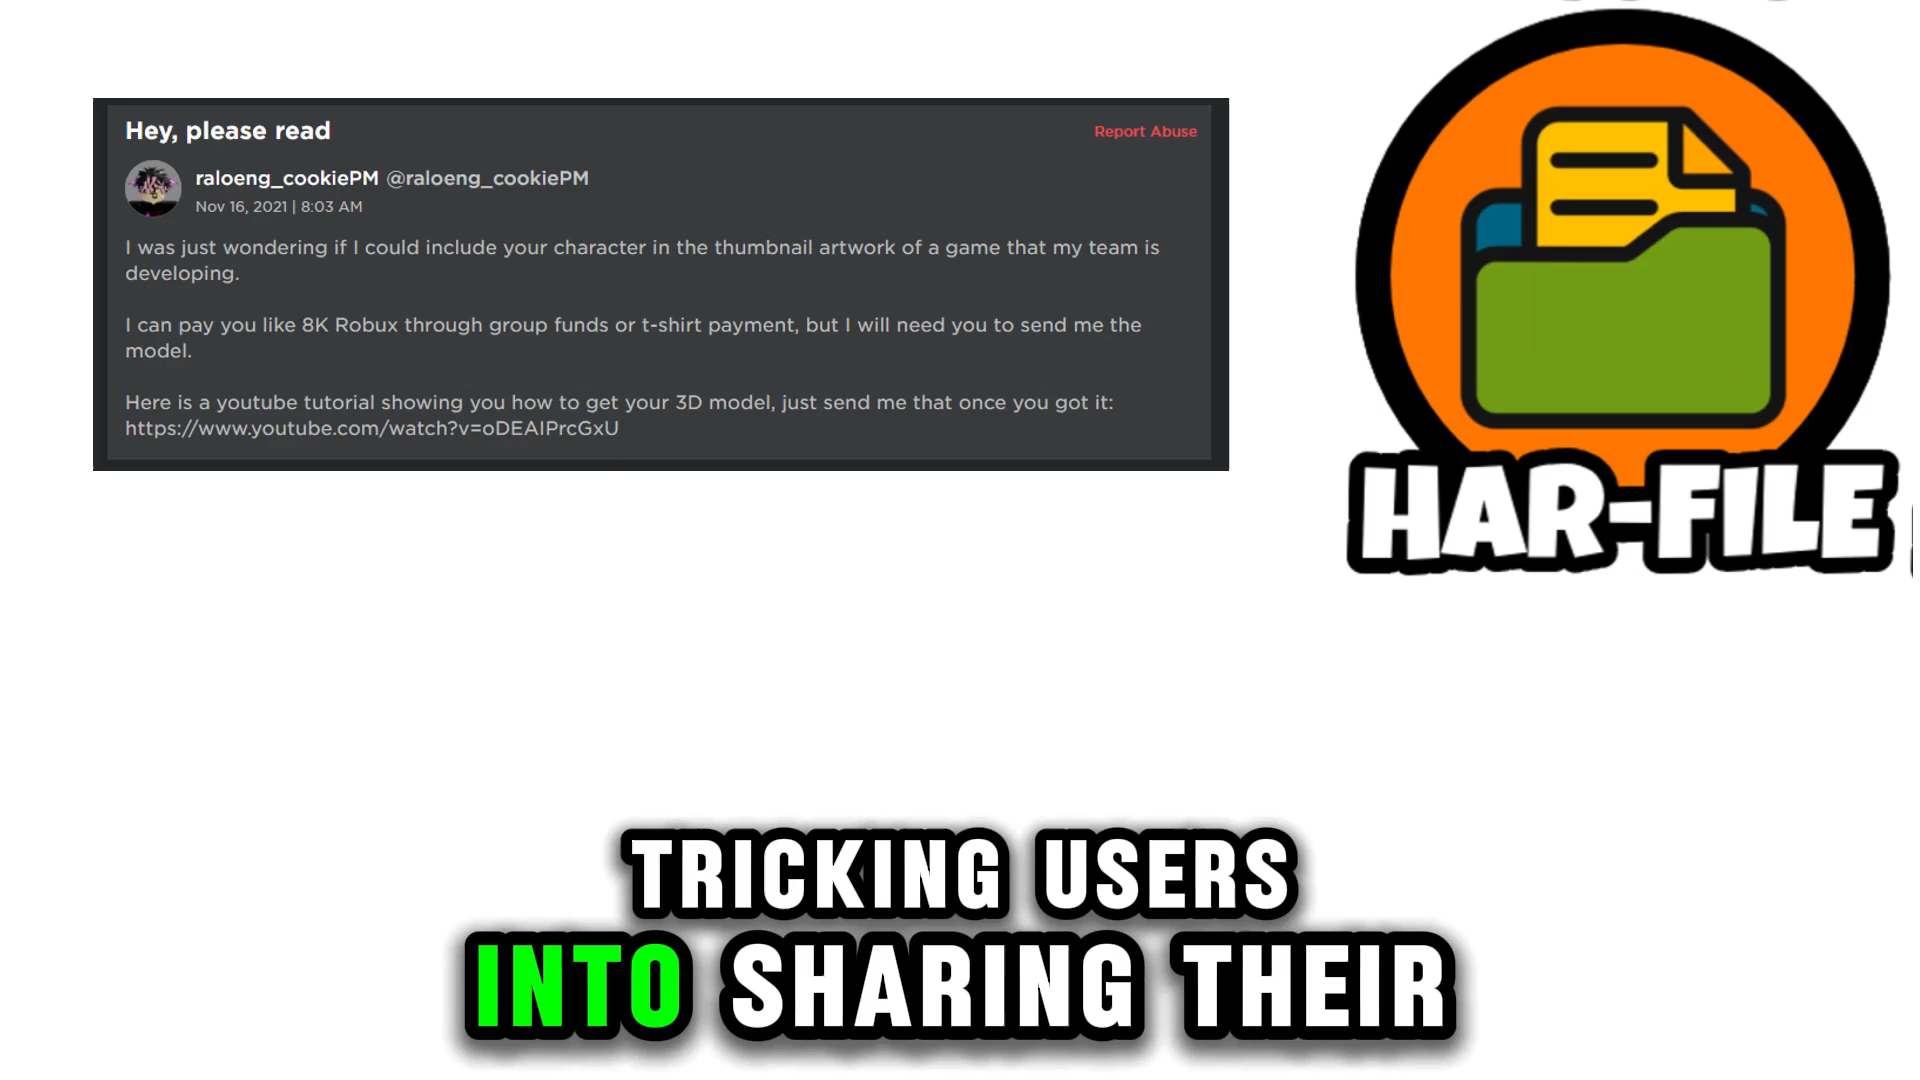 Hey, please read
Report Abuse
raloeng_cookiePM @raloeng_cookiePM
Nov 16, 2021 | 8:03 AM
I was just wondering if I could include your character in the thumbnail artwork of a game that my team is
developing.
I can pay you like 8K Robux through group funds or t-shirt payment, but I will need you to send me the
model.
Here is a youtube tutorial showing you how to get your 3D model, just send me that once you got it:
https://www.youtube.com/watch?v=oDEAIPrcGxU
HAR-FILE
TRICKING USERS
INTO SHARING THEIR